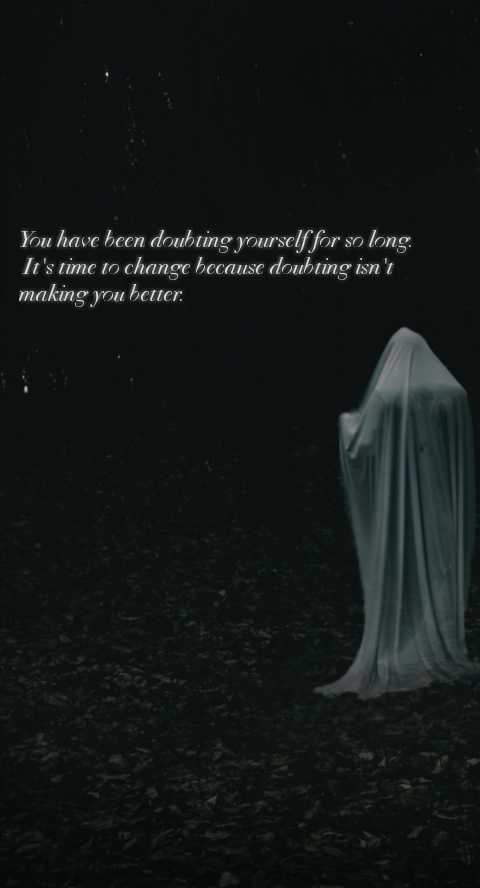 You have been doubting yourself for so long.
It's time to change because doubting isn't
making you better.